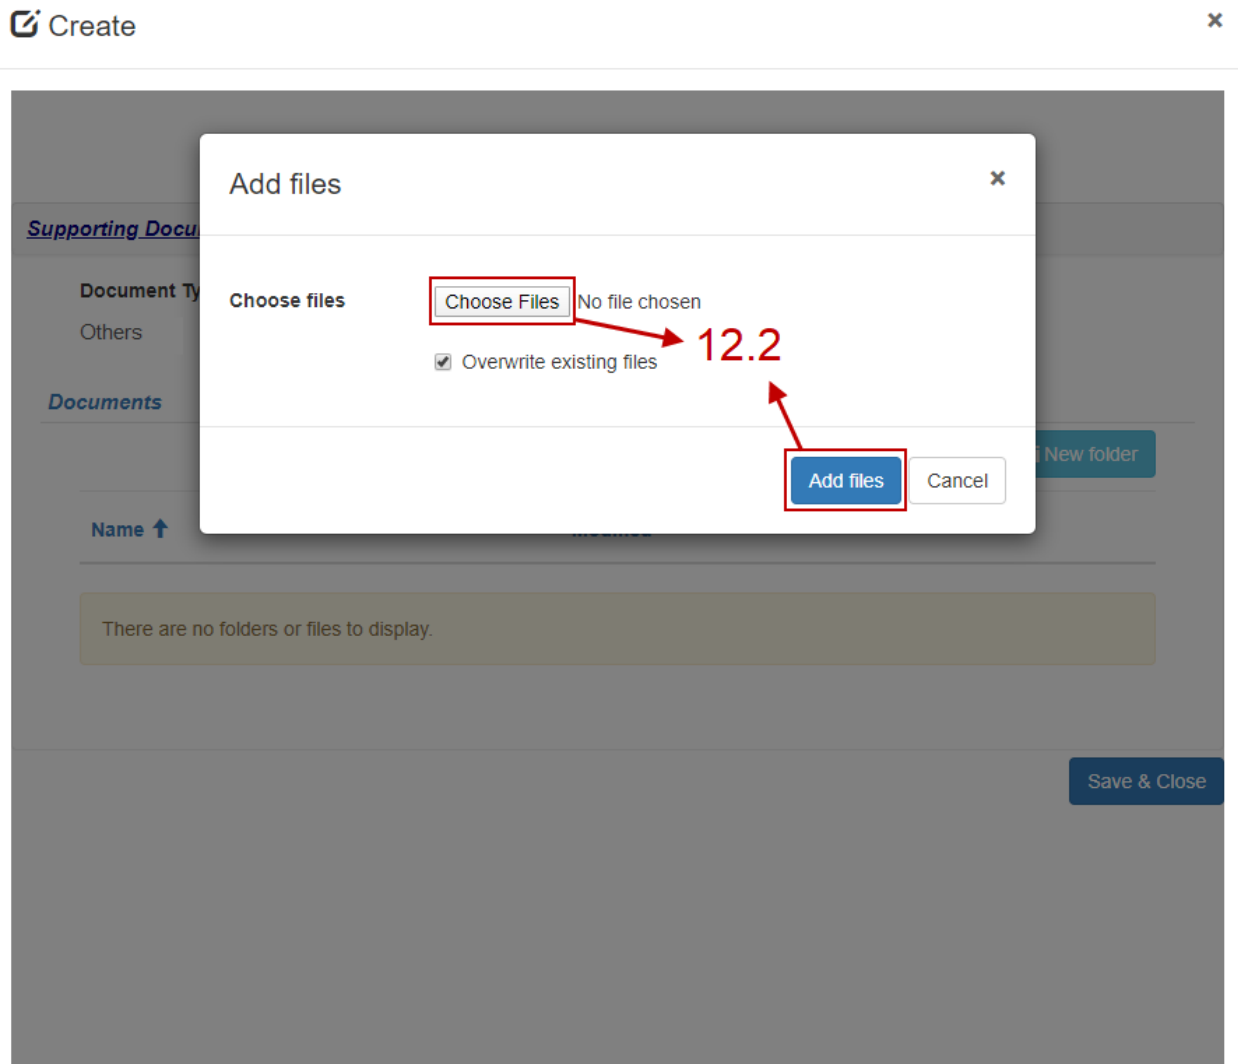 Create
Add files
Supporting Docu
Document Ty
Choose files
Choose Files No file chosen
Others
12.2
Overwrite existing files
Documents
New folder
Add files
Cancel
Name
There are no folders or files to display.
Save & Close